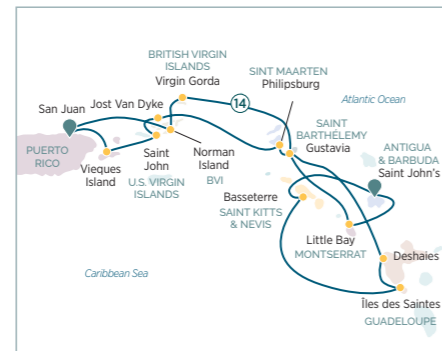 BRITISH VIRGIN
ISLANDS
Virgin Gorda
SINT MAARTEN
Philipsburg
14
San Juan
Jost Van Dyke
Atlantic Ocean
PUERTO
RICO
Vieques
Island
Saint
John
U.S. VIRGIN
ISLANDS
Norman
Island
BVI
SAINT
BARTHÉLEMY
Gustavia
ANTIGUA
& BARBUDA
Saint John's
Basseterre
SAINT KITTS
& NEVIS
Little Bay
MONTSERRAT
Deshaies
Îles des Saintes
GUADELOUPE
Caribbean Sea